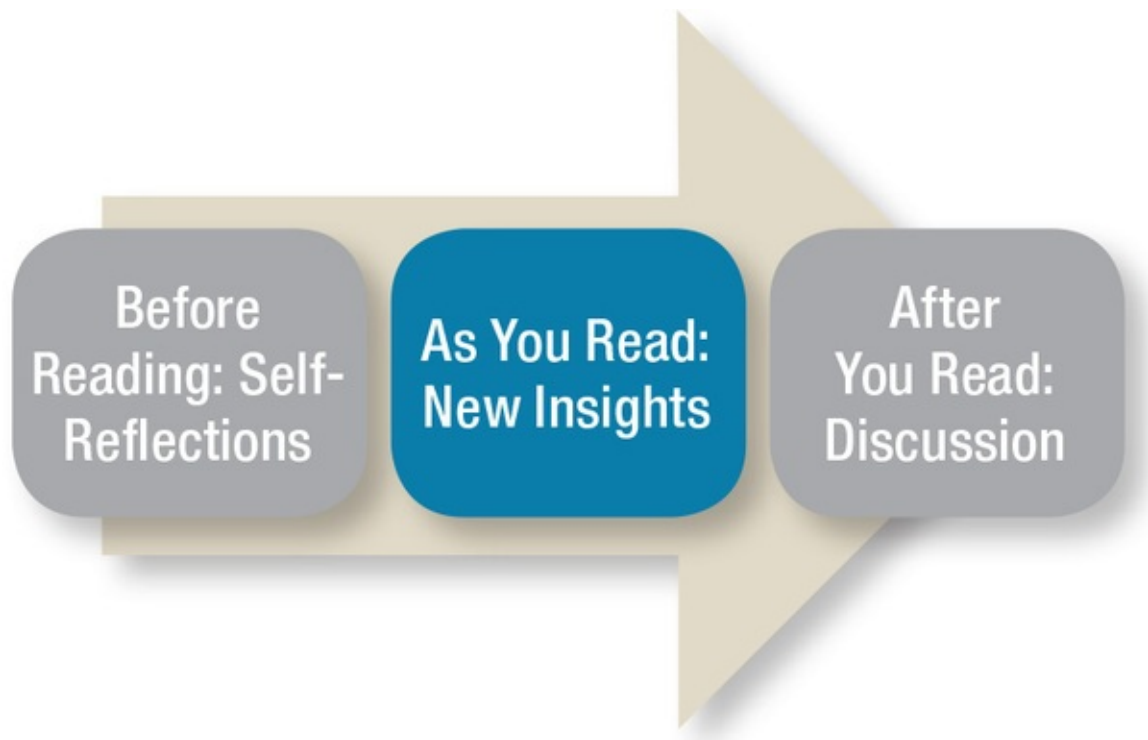 Before
Reading: Self-
Reflections
As You Read:
New Insights
After
You Read:
Discussion